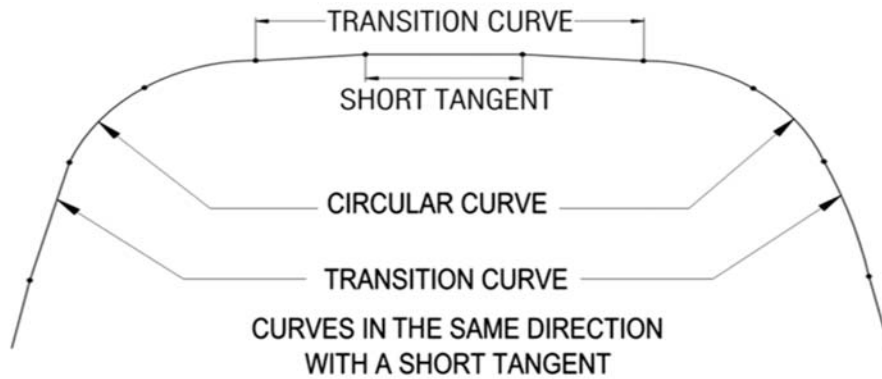 TRANSITION CURVE
SHORT TANGENT
CIRCULAR CURVE
TRANSITION CURVE
CURVES IN THE SAME DIRECTION
WITH A SHORT TANGENT